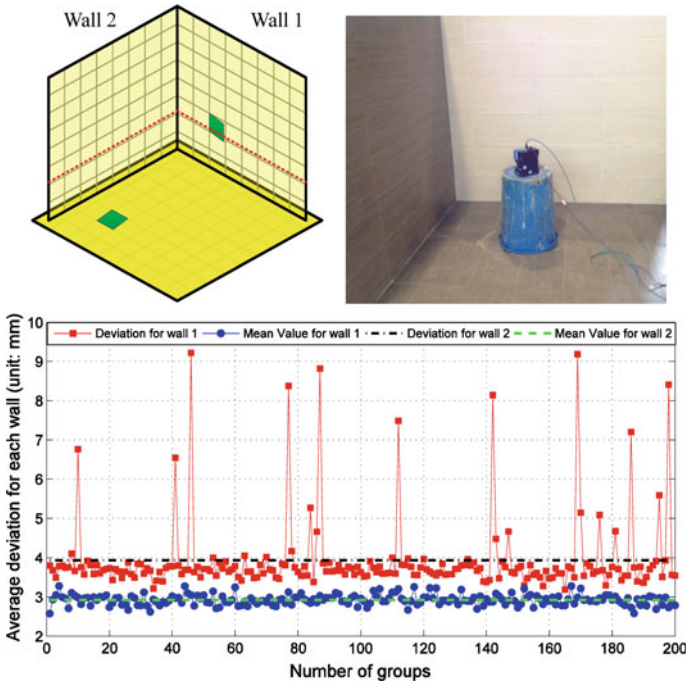 Wall 2 Wall 1
10
9
8
7
6
5
4
3
2
Average deviation for each wall (unit: mm)
Deviation for wall 1 Mean Value for wall 1 Deviation for wall 2 Mean Value for wall 2
0 20 40 60 80 100 120 140 160 180 200
Number of groups